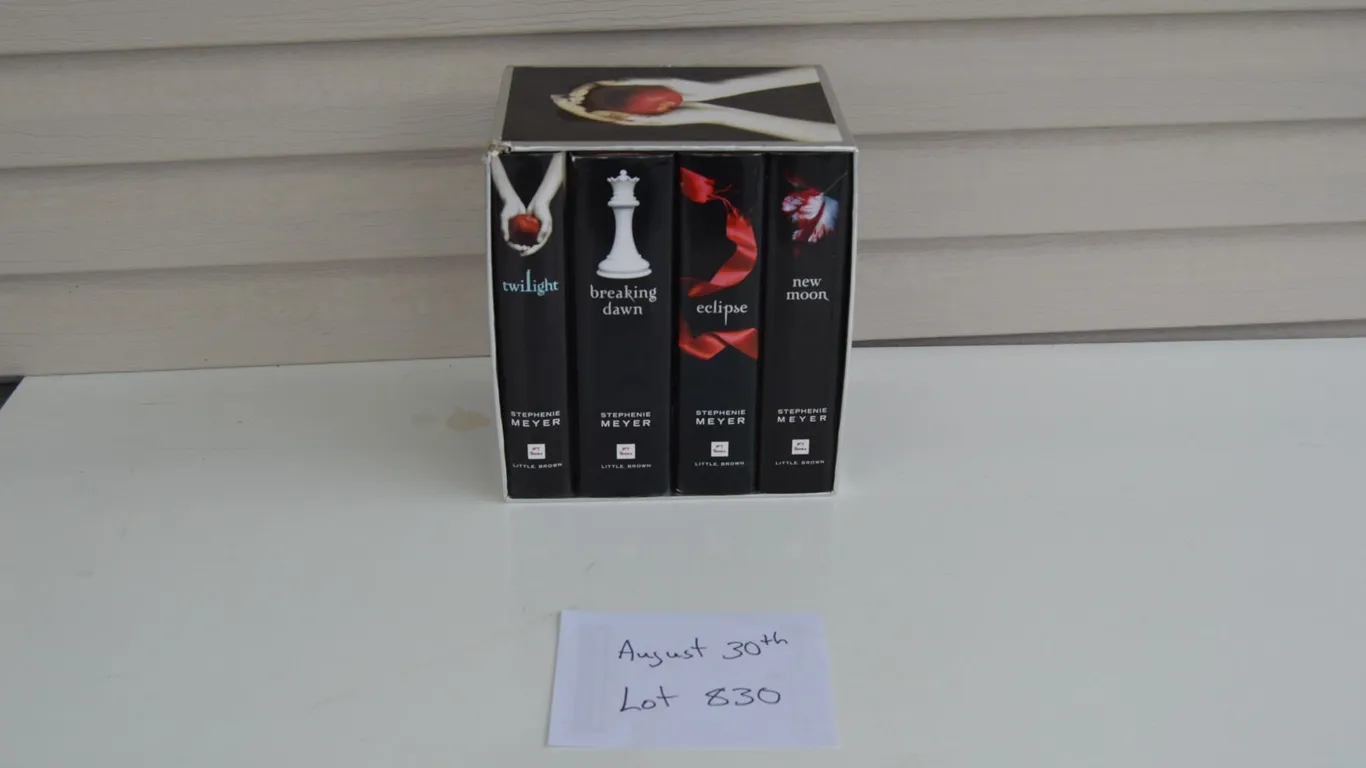 twilight
STEPHENIE
MEYER
LITTLE, BROWN
breaking
dawn
STEPHENIE
MEYER
LITTLE, BROWN
eclipse
STEPHENIE
MEYER
LITTLE, BROWN
new
moon
STEPHENIE
MEYER
LITTLE, BROWN
August 30th
Lot 830